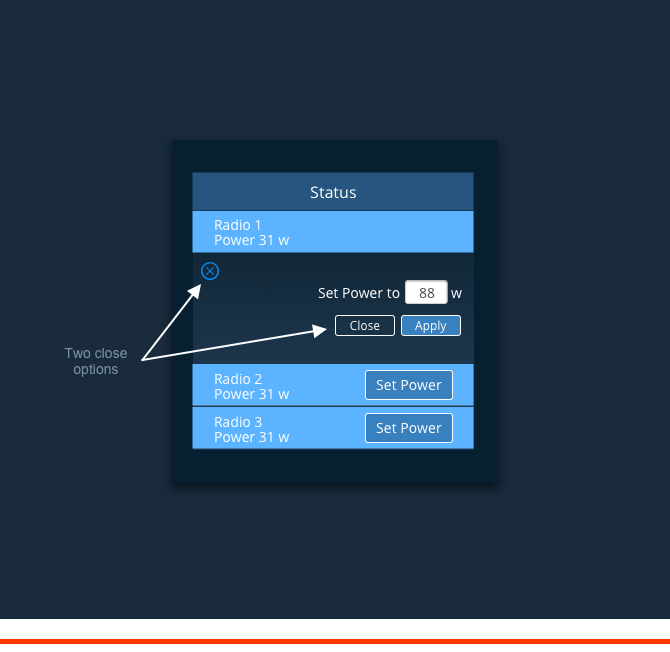 Status
Radio 1
Power 31 w
Set Power to 88 w
Close Apply
Two close
options
Radio 2
Power 31 w
Set Power
Radio 3
Power 31 w
Set Power